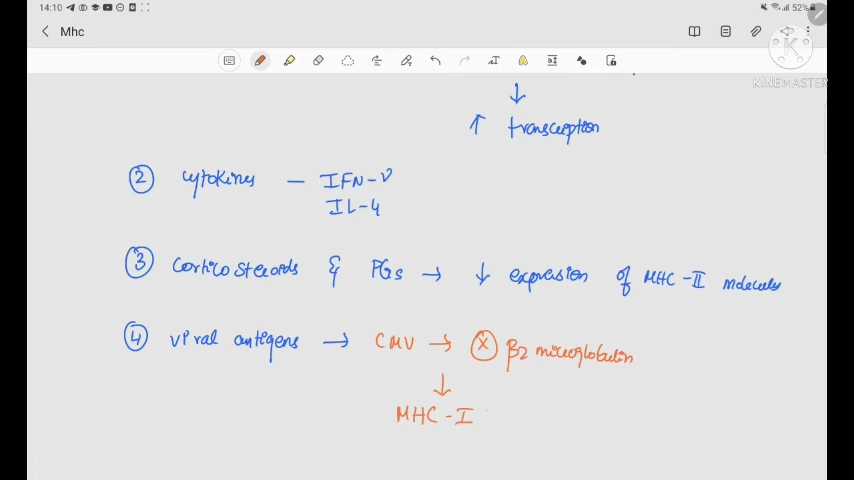 14:10
52%
Mhc
K
KINEMASTER
↓
↑ transcription
② cytokines — IFN-γ
IL-4
③ corticosteroids & PGs → ↓ expression of MHC-II molecules
④ viral antigens → CMV → Ⓧ β2 microglobulin
↓
MHC-I